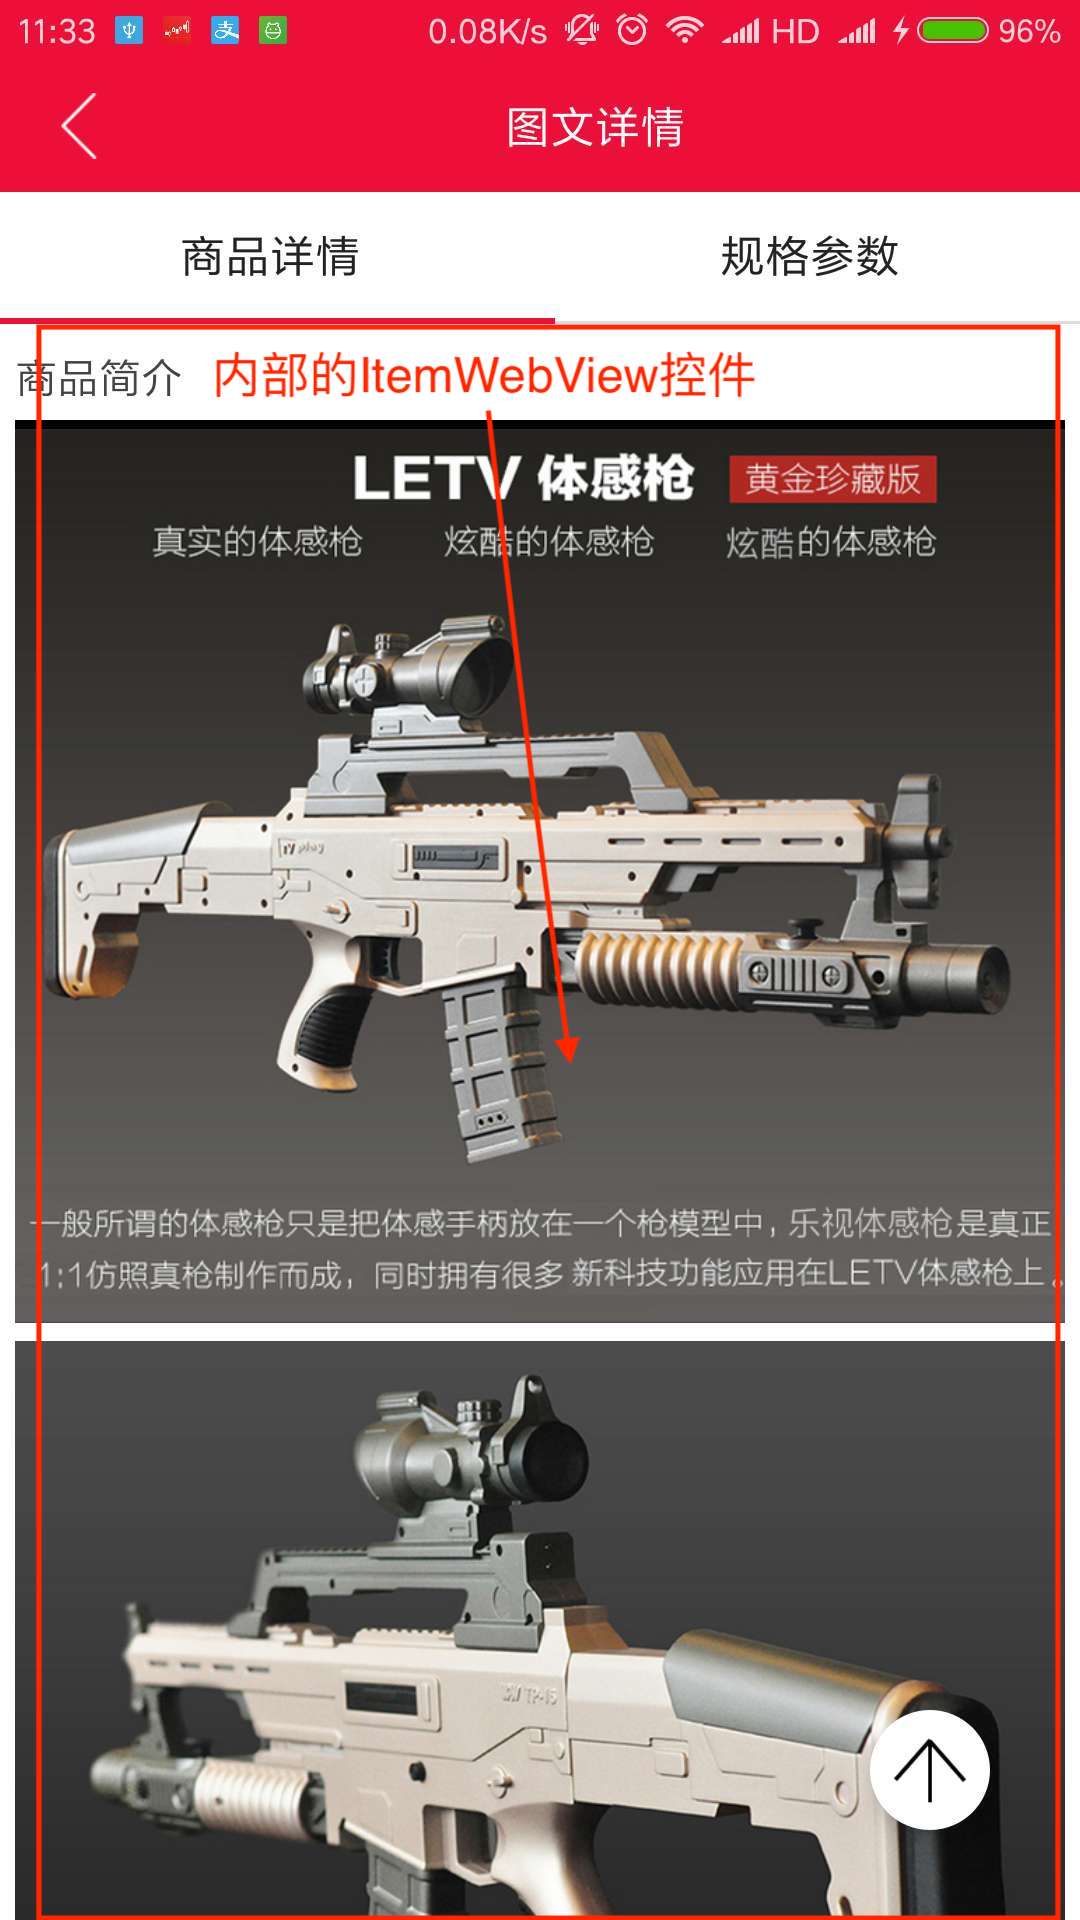 11:33 0.08K/s HD 96%
图文详情
商品详情 规格参数
商品简介 内部的ItemWebView控件
LETV 体感枪 黄金珍藏版
真实的体感枪 炫酷的体感枪 炫酷的体感枪
TV play
一般所谓的体感枪只是把体感手柄放在一个枪模型中，乐视体感枪是真正
1:1仿照真枪制作而成，同时拥有很多 新科技功能应用在LETV体感枪上。
TP-15